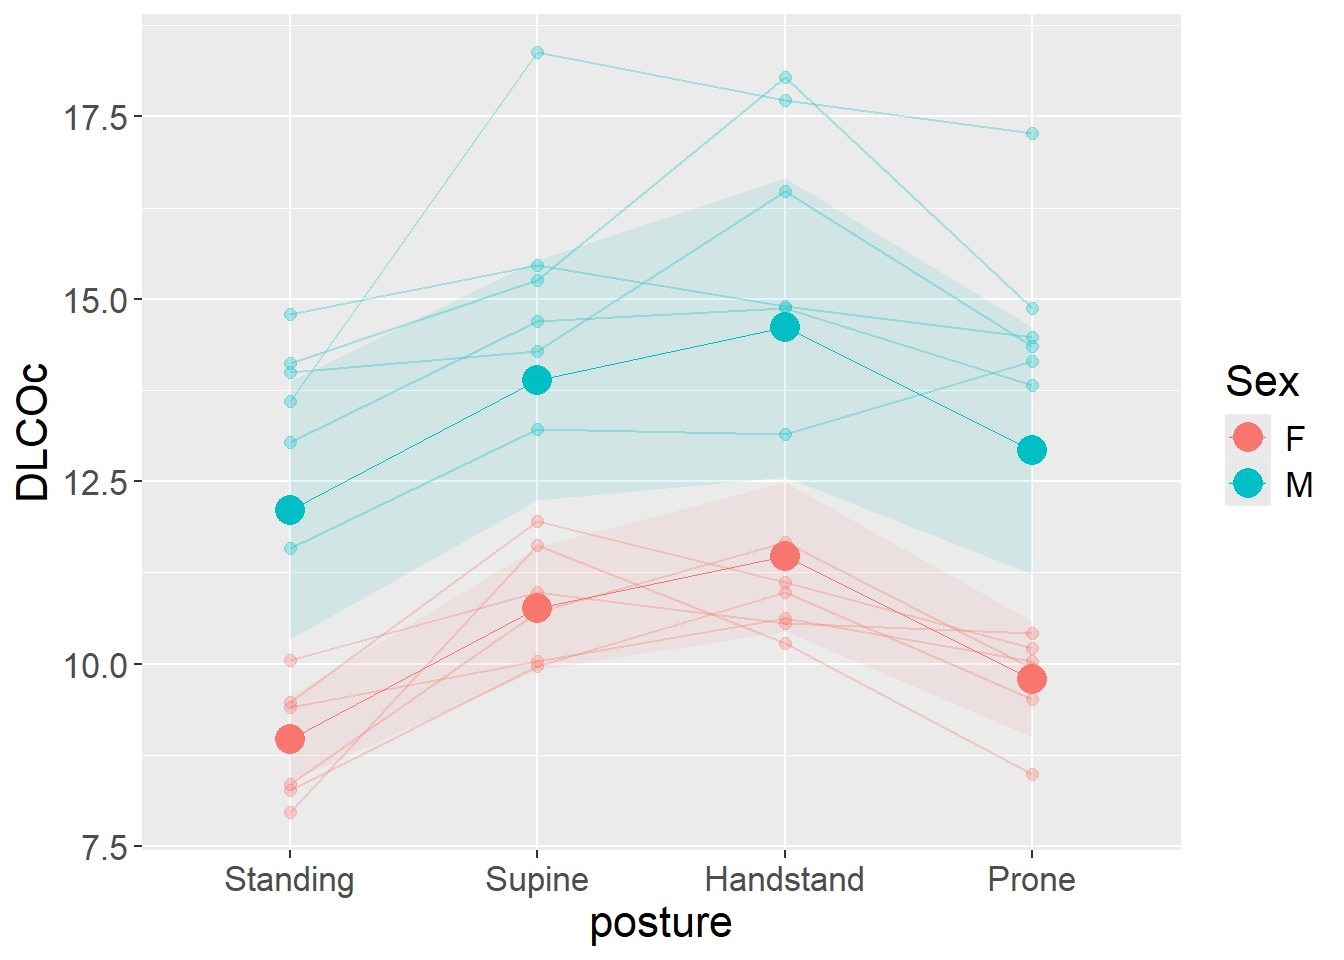 17.5
15.0
12.5
10.0
7.5
DLCOc
Standing Supine Handstand Prone
posture
Sex
F
M